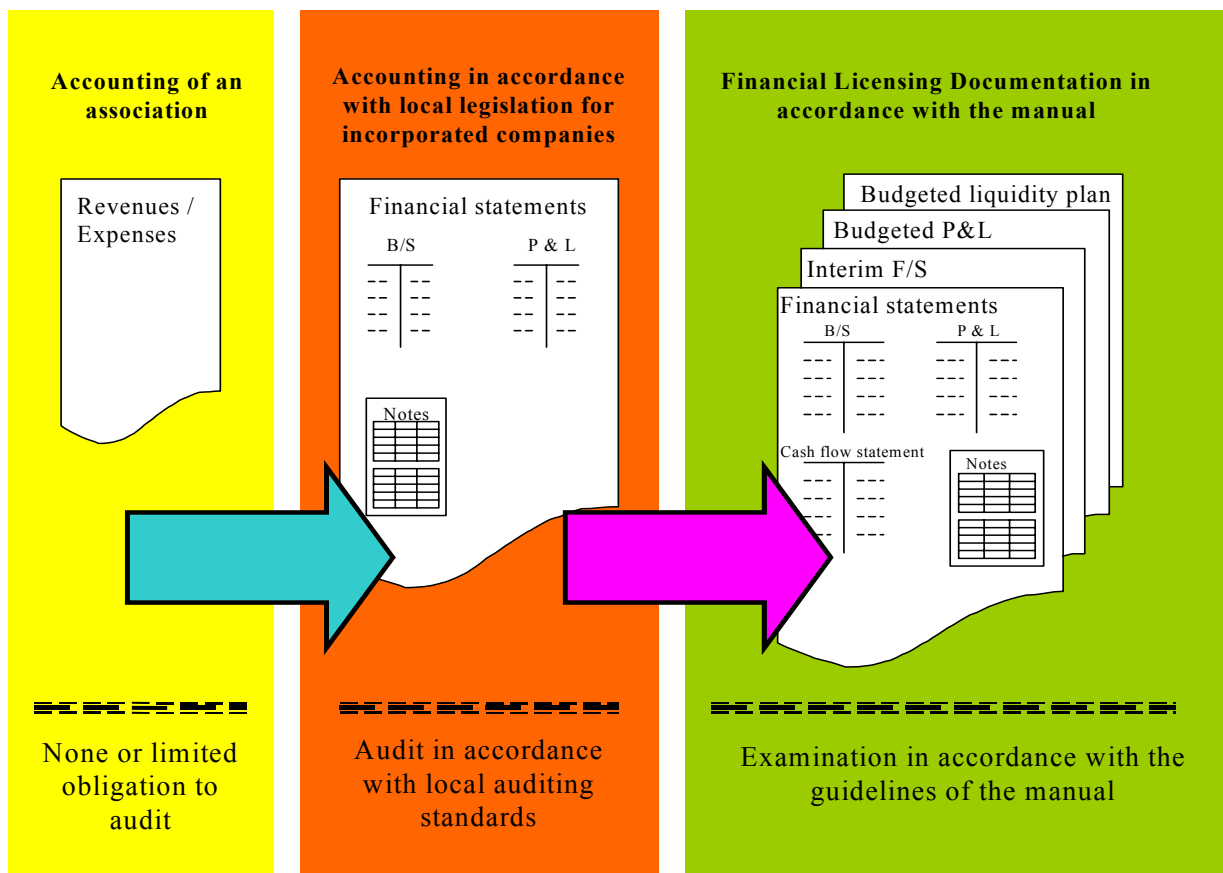 Accounting of an
association
Revenues /
Expenses
None or limited
obligation to
audit
Accounting in accordance
with local legislation for
incorporated companies
Financial statements
B/S P & L
Notes
Audit in accordance
with local auditing
standards
Financial Licensing Documentation in
accordance with the manual
Budgeted liquidity plan
Budgeted P&L
Interim F/S
Financial statements
B/S P & L
Cash flow statement
Notes
Examination in accordance with the
guidelines of the manual